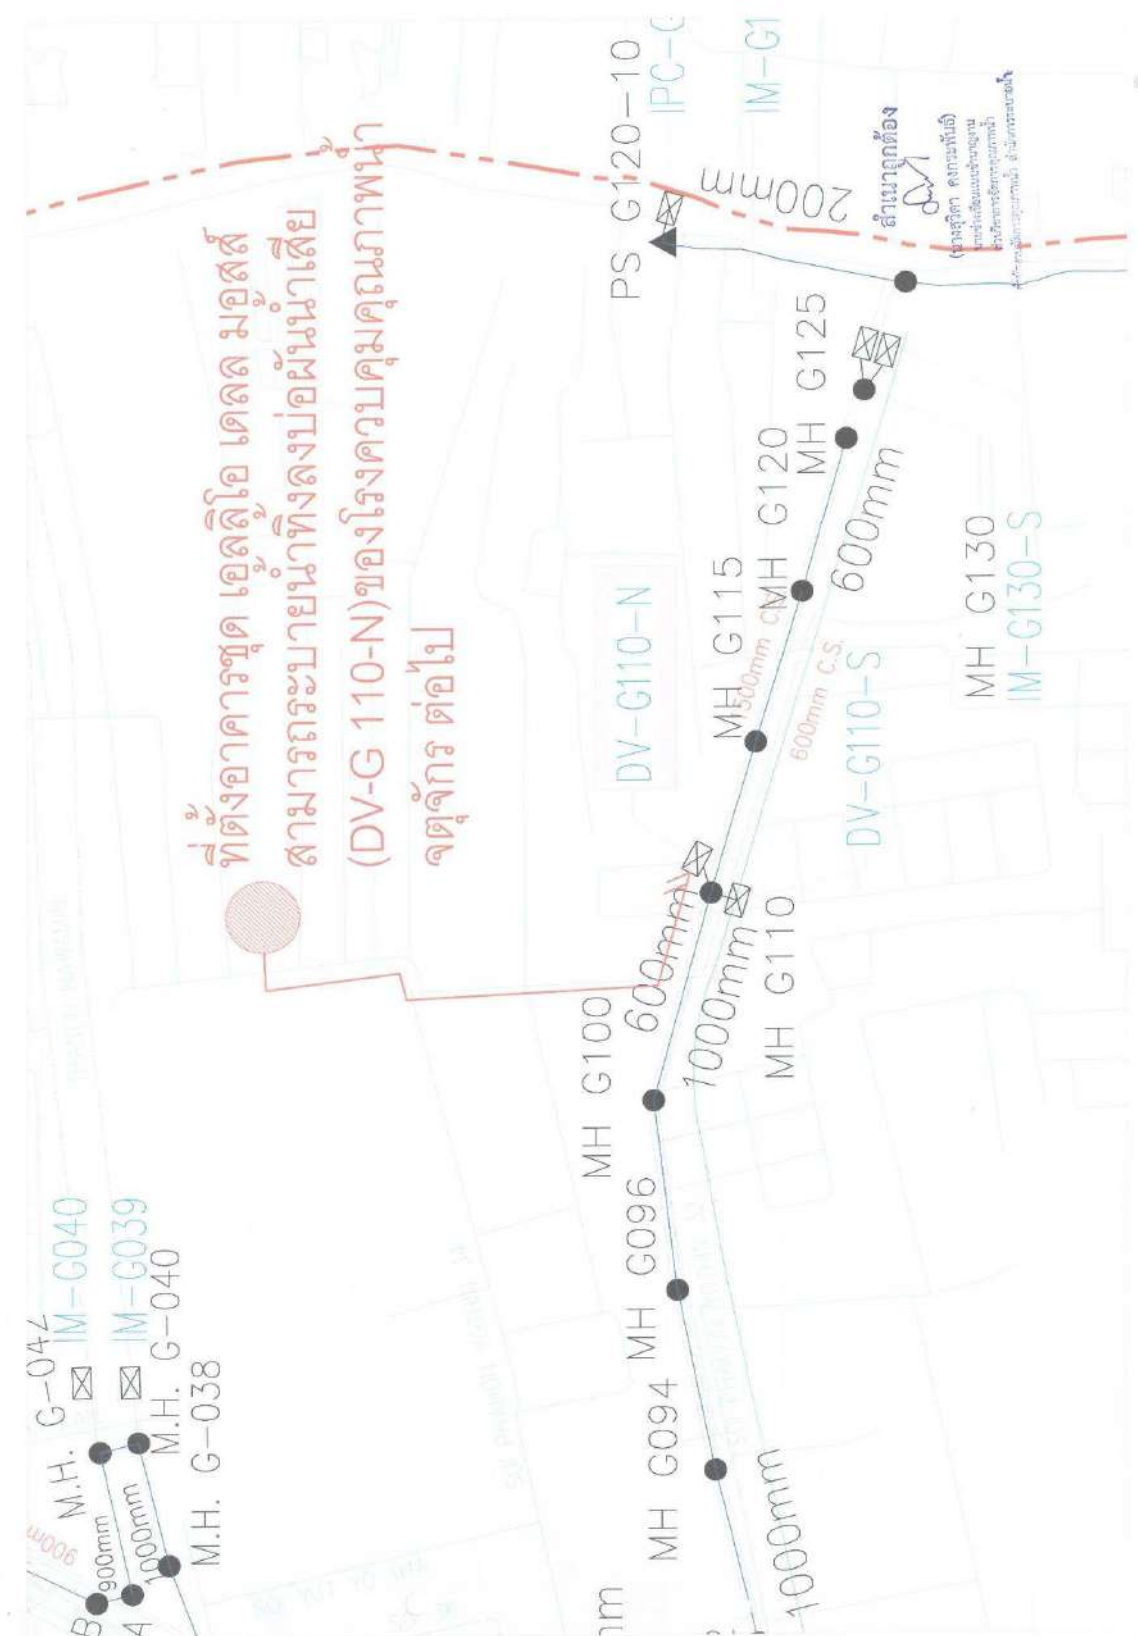 ที่ตั้งอาคารชุด เอลลิโอ เดลล มอสส์
สามารถระบายน้ำทิ้งลงบ่อผันน้ำเสีย
(DV-G 110-N)ของโรงควบคุมคุณภาพน้ำ
จตุจักร ต่อไป
M.H. G-042
IM-G040
IM-G039
M.H. G-040
M.H. G-038
900mm
1000mm
B
A
PS G120-10
IPC-G
IM-G1
200mm
สำเนาถูกต้อง
DV-G110-N
MH G125
MH G120
MH G115
600mm
600mm C.S.
DV-G110-S
MH G130
IM-G130-S
MH G100
600mm
1000mm
MH G110
MH G096
MH G094
1000mm